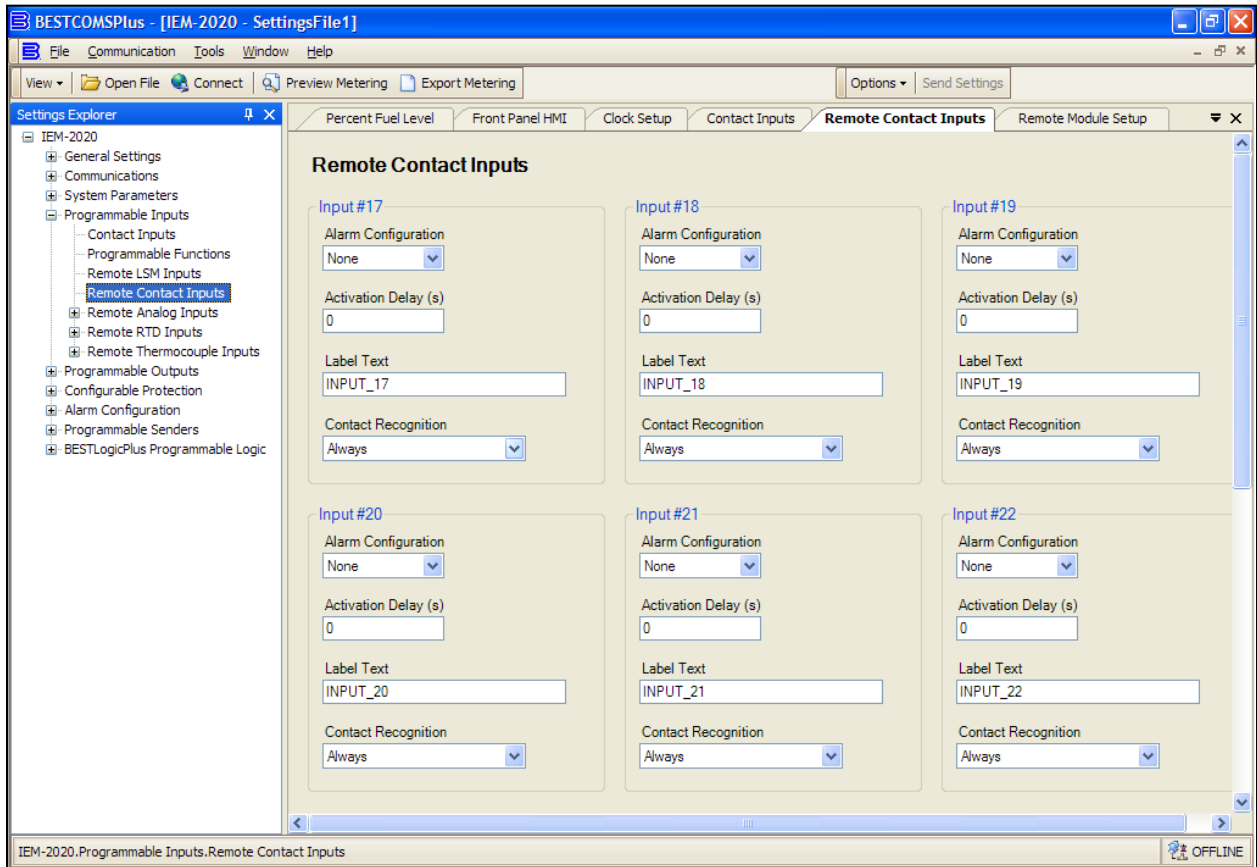 BESTCOMSPlus - [IEM-2020 - SettingsFile1]
File Communication Tools Window Help
View Open File Connect Preview Metering Export Metering Options Send Settings
Settings Explorer
IEM-2020
General Settings
Communications
System Parameters
Programmable Inputs
Contact Inputs
Programmable Functions
Remote LSM Inputs
Remote Contact Inputs
Remote Analog Inputs
Remote RTD Inputs
Remote Thermocouple Inputs
Programmable Outputs
Configurable Protection
Alarm Configuration
Programmable Senders
BESTLogicPlus Programmable Logic
Percent Fuel Level Front Panel HMI Clock Setup Contact Inputs Remote Contact Inputs Remote Module Setup
Remote Contact Inputs
Input #17 Input #18 Input #19
Alarm Configuration Alarm Configuration Alarm Configuration
None None None
Activation Delay (s) Activation Delay (s) Activation Delay (s)
0 0 0
Label Text Label Text Label Text
INPUT_17 INPUT_18 INPUT_19
Contact Recognition Contact Recognition Contact Recognition
Always Always Always
Input #20 Input #21 Input #22
Alarm Configuration Alarm Configuration Alarm Configuration
None None None
Activation Delay (s) Activation Delay (s) Activation Delay (s)
0 0 0
Label Text Label Text Label Text
INPUT_20 INPUT_21 INPUT_22
Contact Recognition Contact Recognition Contact Recognition
Always Always Always
IEM-2020.Programmable Inputs.Remote Contact Inputs OFFLINE